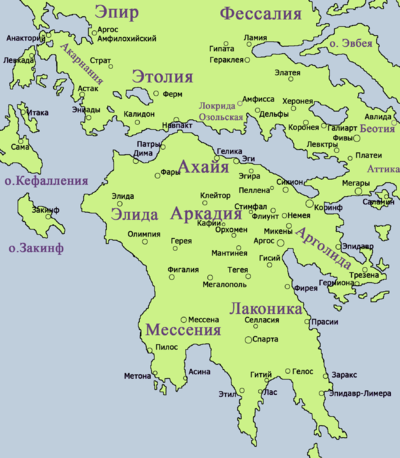 Эпир
Фессалия
Анакторий
Аргос
Амфилохийский
Ламия
Гипата
о. Эвбея
Левкада
Акарнания
Гераклея
Страт
Этолия
Элатея
Астак
Ферм
Локрида
Озольская
Амфисса
Херонея
Итака
Эниады
Калидон
Дельфы
Авлида
Навпакт
Коронея
Галиарт
Беотия
Фивы
Сама
Патры
Дима
Гелика
Эги
Левктры
Платеи
Ахайя
Аттика
о.Кефалления
Фары
Эгира
Пеллена
Сикион
Мегары
Элида
Клейтор
Саламин
Закинф
Элида
Аркадия
Стимфал
Коринф
Флиунт
Немея
Кафии
Микены
Олимпия
Орхомен
Арголида
о.Закинф
Герея
Аргос
Эпидавр
Мантинея
Гисий
Трезена
Фигалия
Тегея
Гермиона
Мегалополь
Фирея
Лаконика
Мессена
Селласия
Прасии
Мессения
Пилос
Спарта
Метона
Асина
Гитий
Гелос
Заракс
Этил
Лас
Эпидавр-Лимера